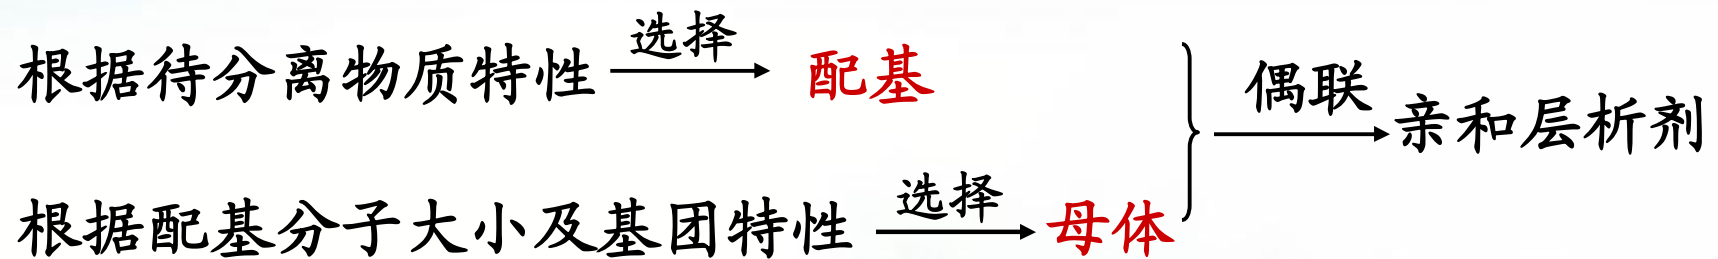 根据待分离物质特性 选择 配基
偶联 亲和层析剂
根据配基分子大小及基团特性 选择 母体